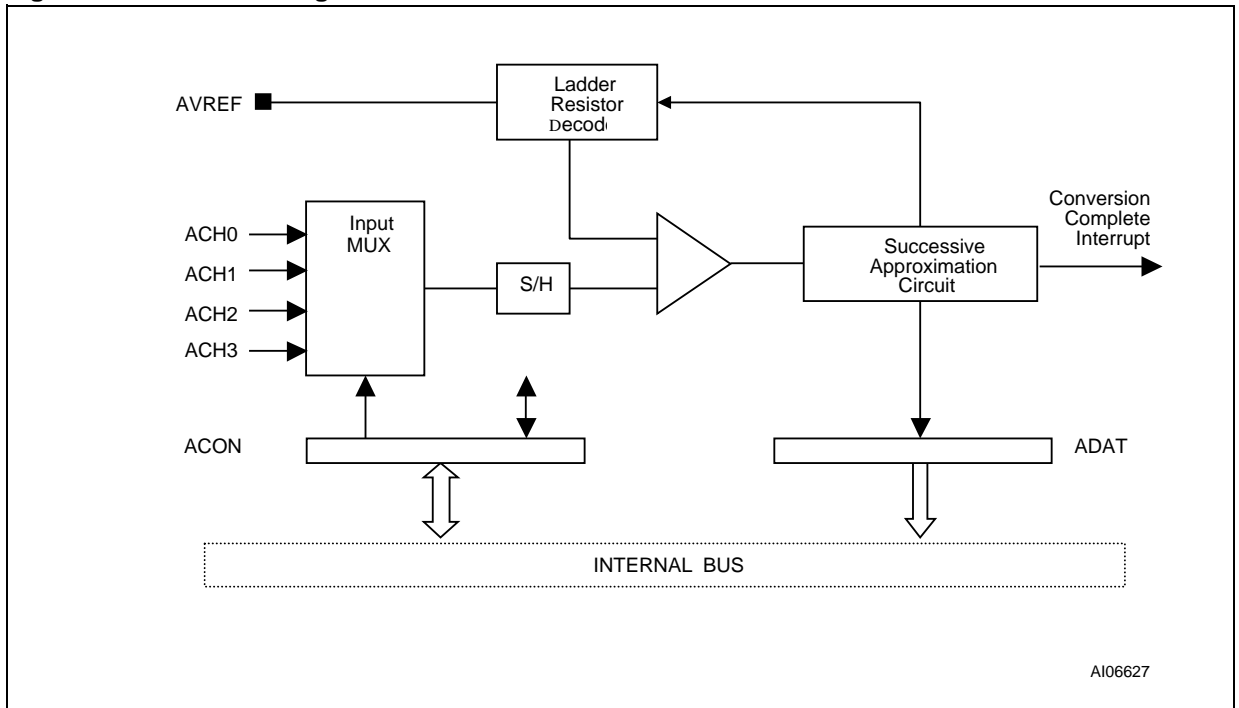 AVREF
Ladder
Resistor
Decod
ACH0
ACH1
ACH2
ACH3
Input
MUX
S/H
Successive
Approximation
Circuit
Conversion
Complete
Interrupt
ACON
ADAT
INTERNAL BUS
AI06627